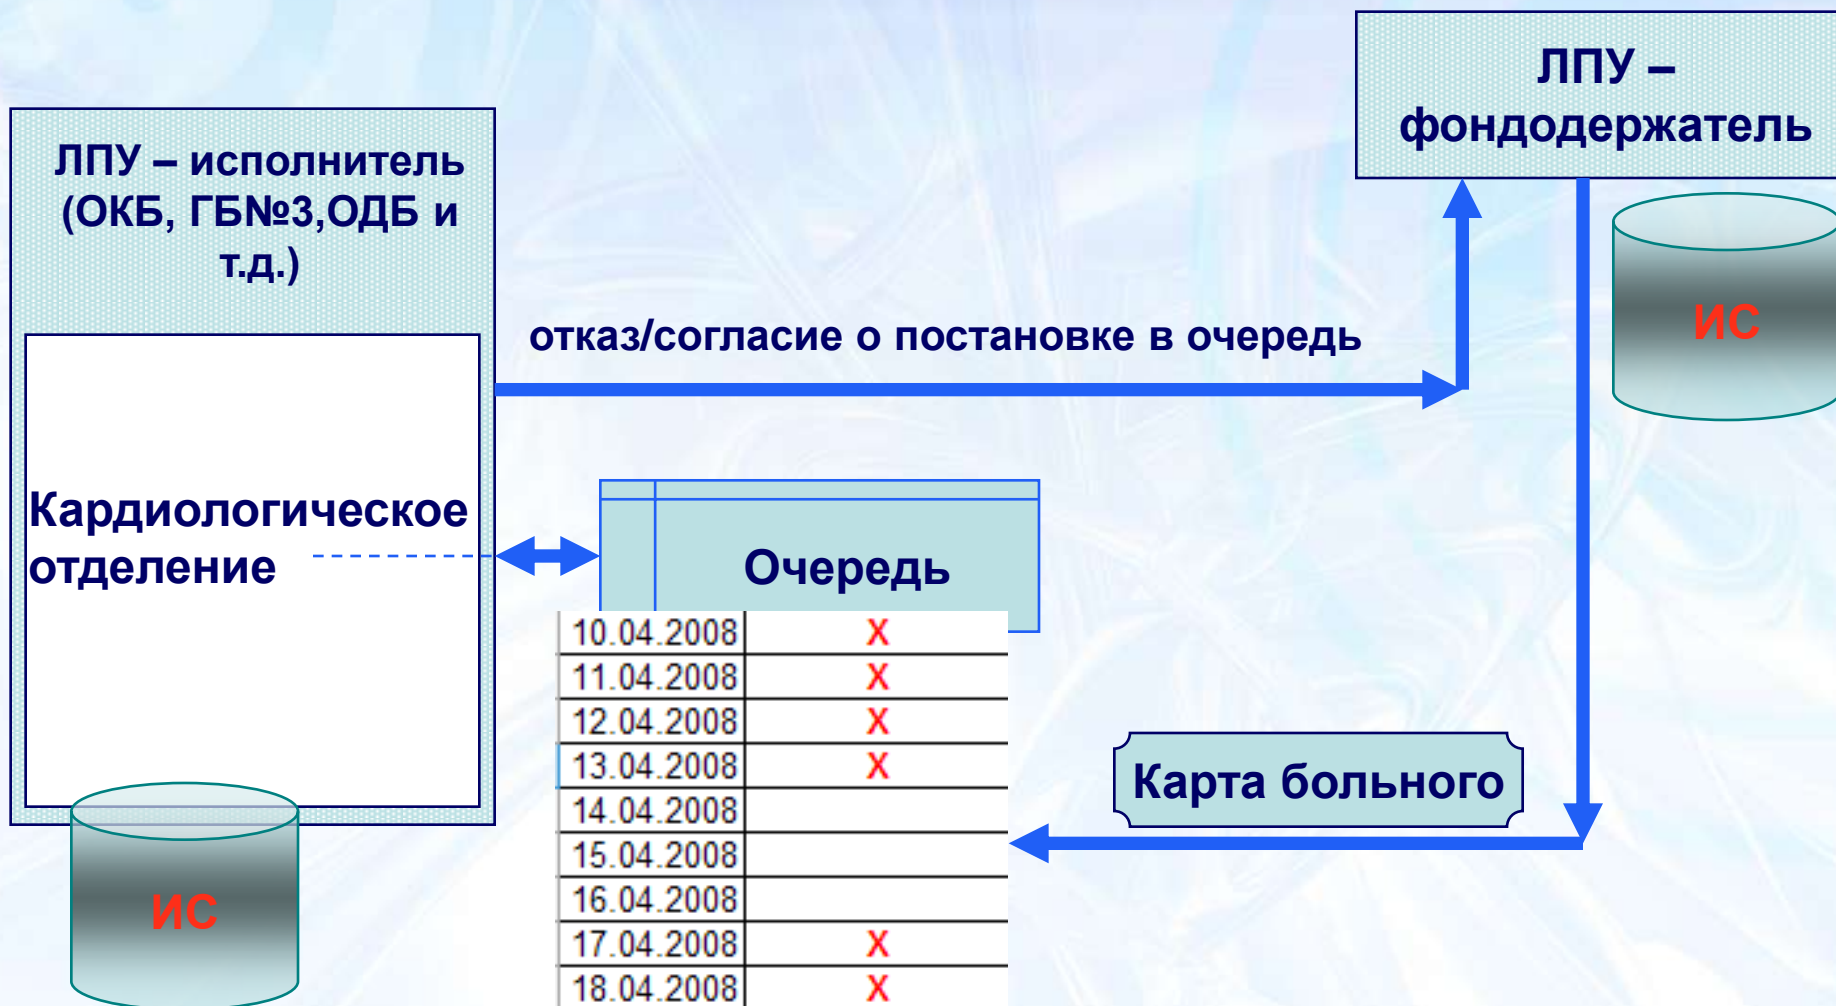 ЛПУ –
фондодержатель
ЛПУ – исполнитель
(ОКБ, ГБ№3,ОДБ и
т.д.)
ИС
отказ/согласие о постановке в очередь
Кардиологическое
отделение
Очередь
10.04.2008 X
11.04.2008 X
12.04.2008 X
13.04.2008 X
14.04.2008
15.04.2008
16.04.2008
17.04.2008 X
18.04.2008 X
Карта больного
ИС